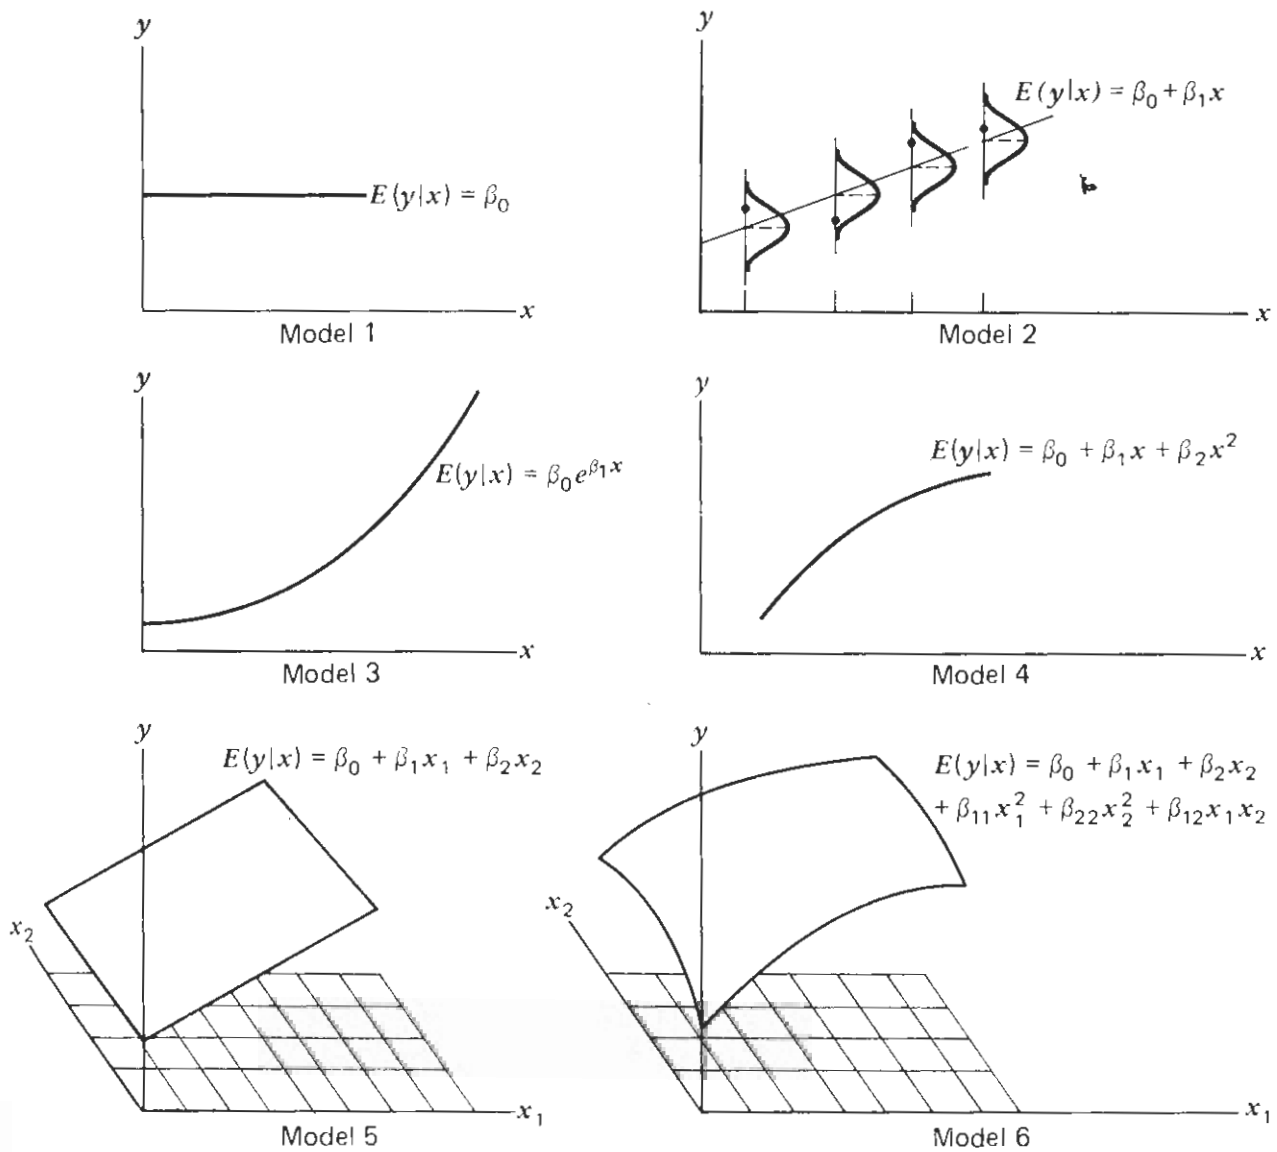 y
E(y|x) = β₀
x
Model 1
y
E(y|x) = β₀ + β₁x
x
Model 2
y
E(y|x) = β₀e^{β₁x}
x
Model 3
y
E(y|x) = β₀ + β₁x + β₂x²
x
Model 4
y
E(y|x) = β₀ + β₁x₁ + β₂x₂
x₂
x₁
Model 5
y
E(y|x) = β₀ + β₁x₁ + β₂x₂
+ β₁₁x₁² + β₂₂x₂² + β₁₂x₁x₂
x₂
x₁
Model 6